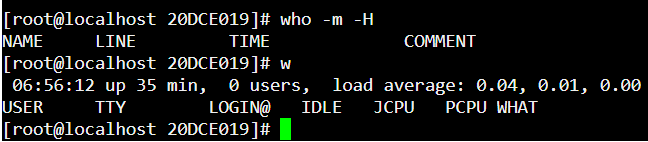 [root@localhost 20DCE019]# who -m -H
NAME     LINE         TIME             COMMENT
[root@localhost 20DCE019]# w
 06:56:12 up 35 min,  0 users,  load average: 0.04, 0.01, 0.00
USER     TTY        LOGIN@   IDLE   JCPU   PCPU WHAT
[root@localhost 20DCE019]#